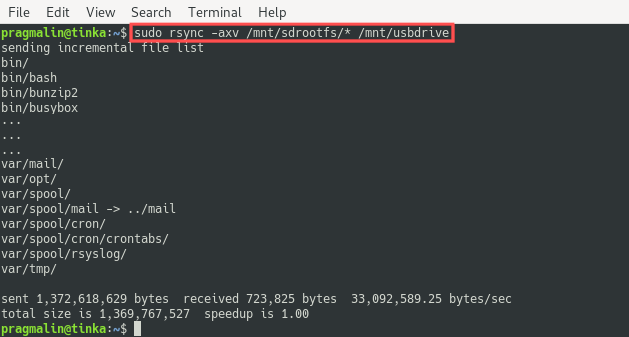 File Edit View Search Terminal Help
pragmalin@tinka:~$ sudo rsync -axv /mnt/sdrootfs/* /mnt/usbdrive
sending incremental file list
bin/
bin/bash
bin/bunzip2
bin/busybox
...
...
...
var/mail/
var/opt/
var/spool/
var/spool/mail -> ../mail
var/spool/cron/
var/spool/cron/crontabs/
var/spool/rsyslog/
var/tmp/
sent 1,372,618,629 bytes  received 723,825 bytes  33,092,589.25 bytes/sec
total size is 1,369,767,527  speedup is 1.00
pragmalin@tinka:~$